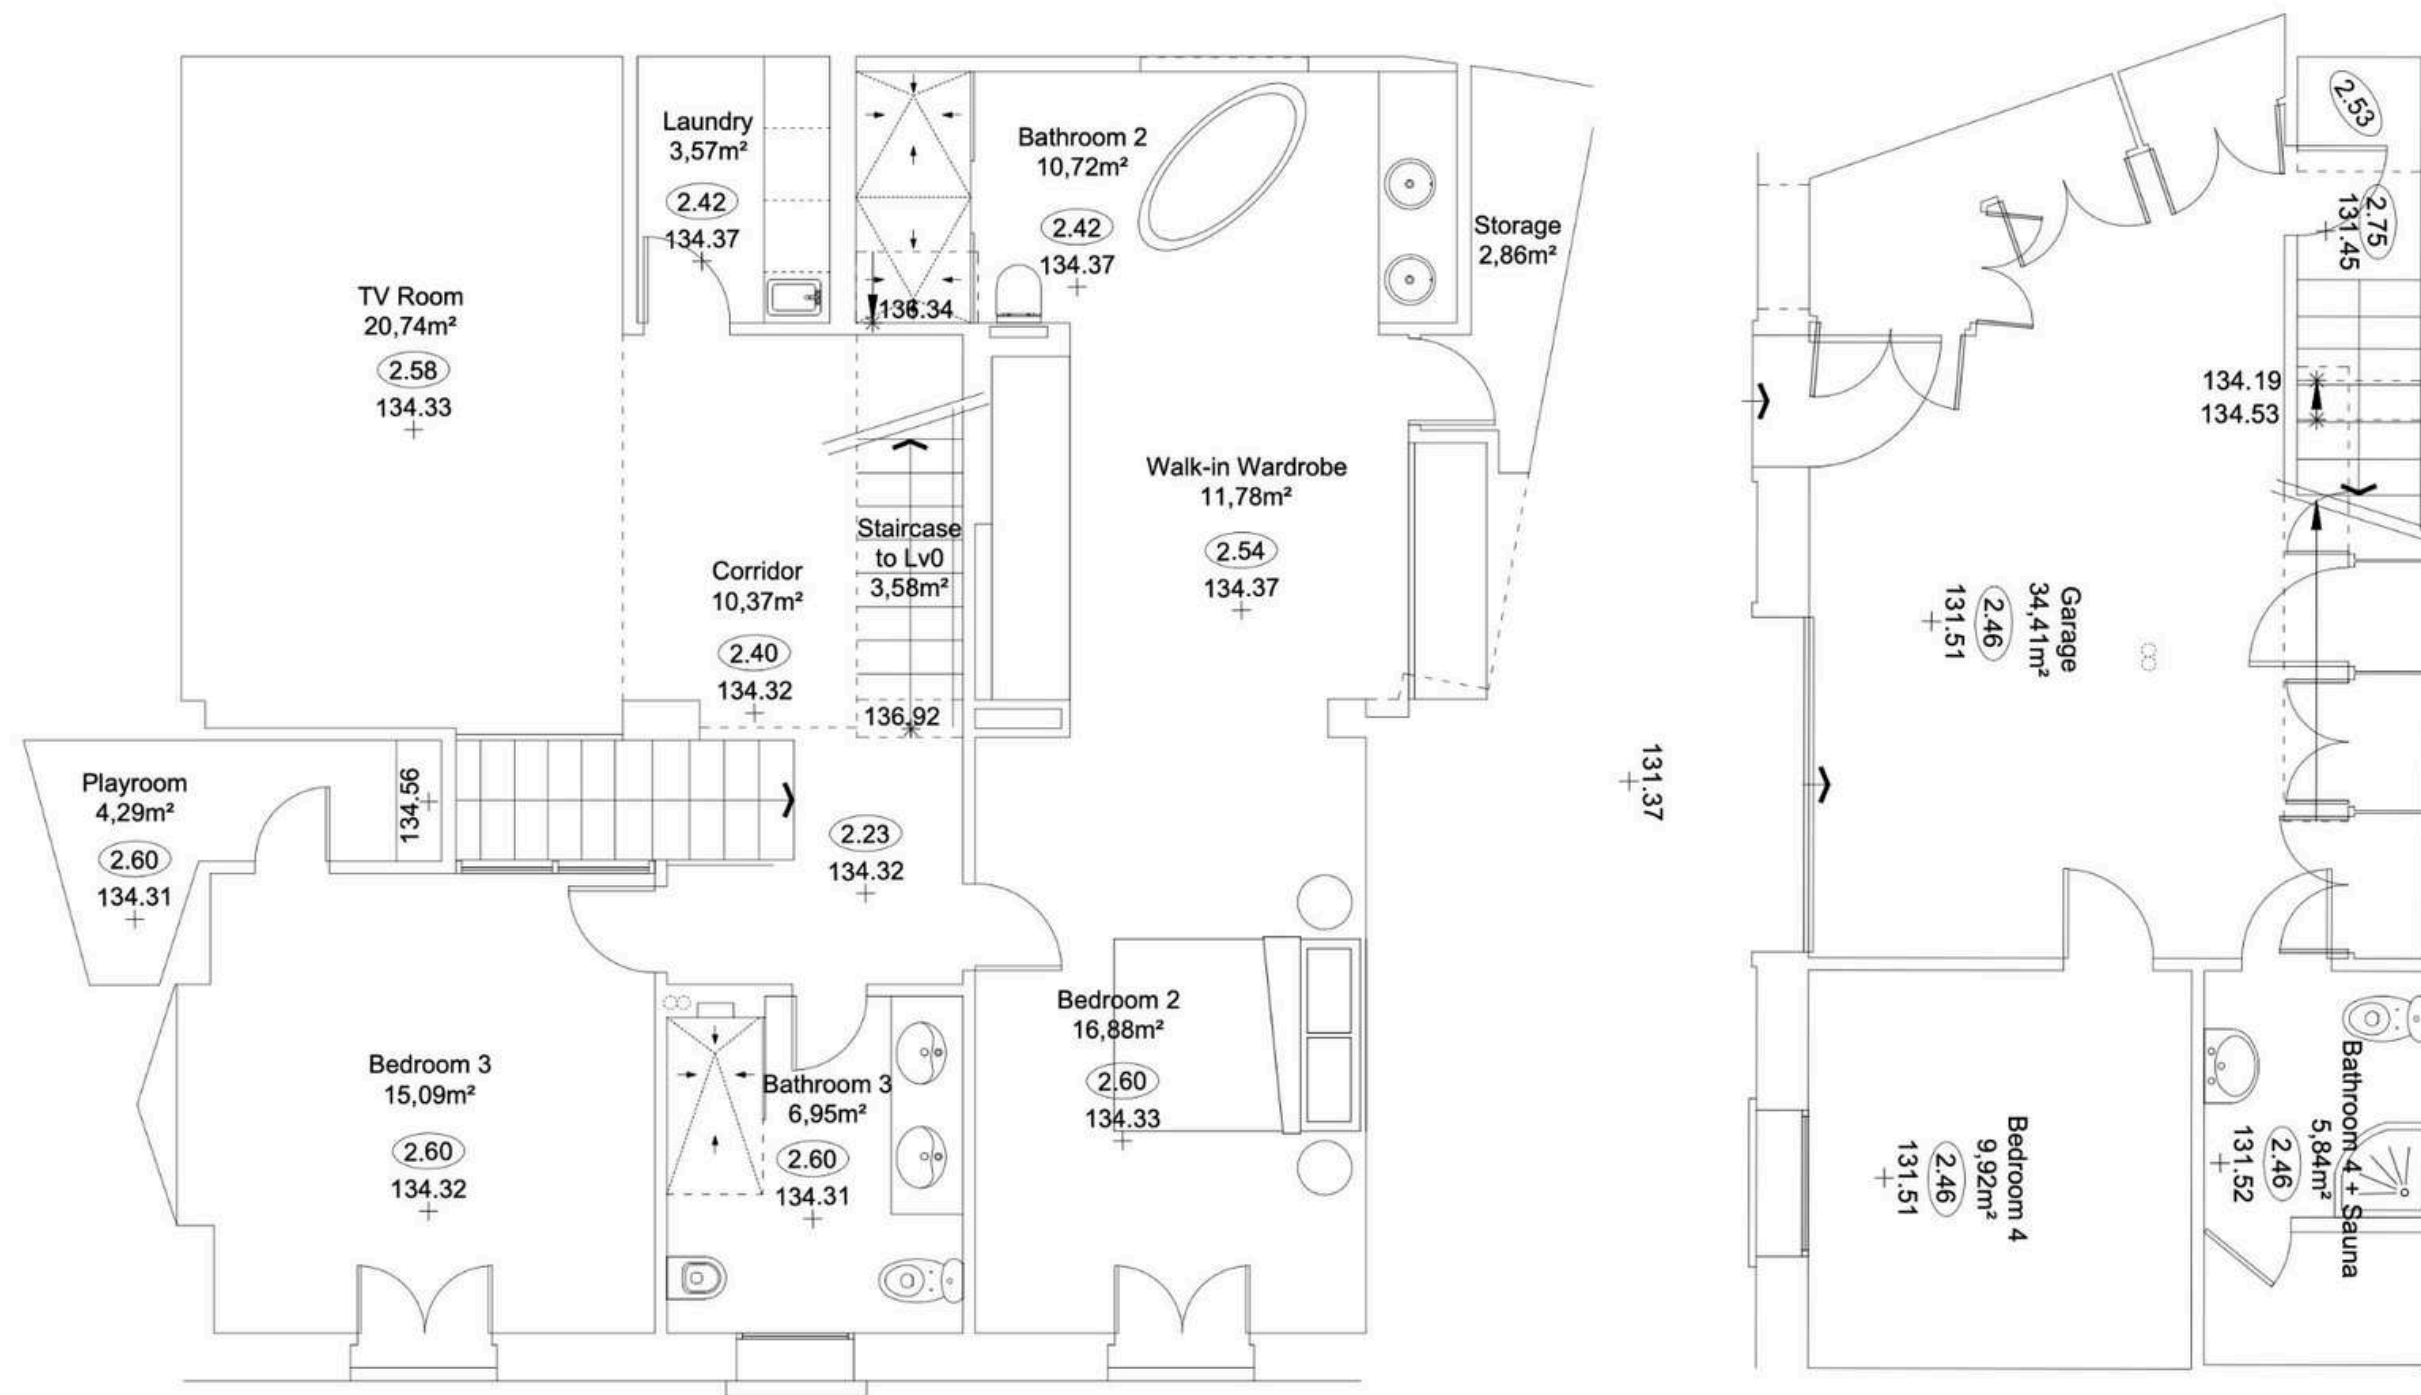 Laundry
3,57m²
2.42
134.37
Bathroom 2
10,72m²
2.42
134.37
Storage
2,86m²
136.34
TV Room
20,74m²
2.58
134.33
Walk-in Wardrobe
11,78m²
2.54
134.37
Staircase
to Lv0
3,58m²
Corridor
10,37m²
2.40
134.32
136.92
Playroom
4,29m²
2.60
134.31
134.56
2.23
134.32
Bedroom 3
15,09m²
2.60
134.32
Bathroom 3
6,95m²
2.60
134.31
Bedroom 2
16,88m²
2.60
134.33
131.37
2.53
2.75
131.45
134.19
134.53
Garage
34,41m²
2.46
131.51
Bedroom 4
9,92m²
2.46
131.51
Bathroom 4 + Sauna
5,84m²
2.46
131.52